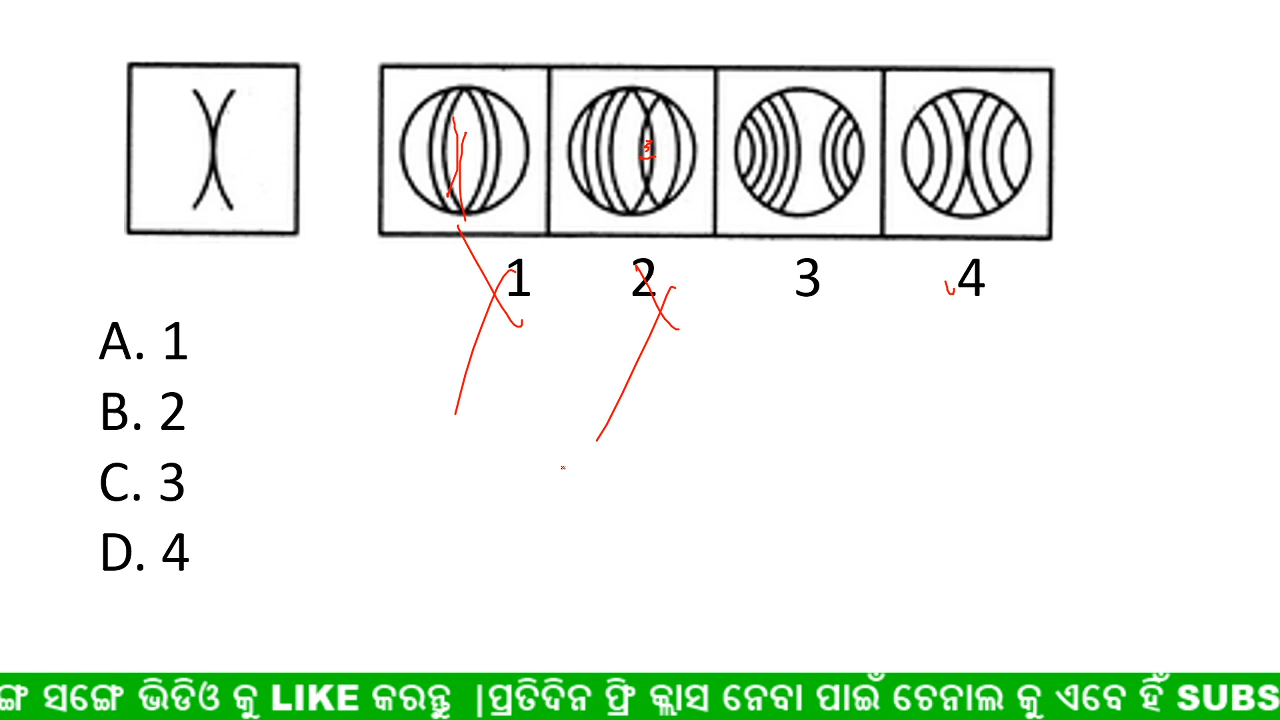 1 2 3 4
A. 1
B. 2
C. 3
D. 4
ଙ୍ଗେ ସଙ୍ଗେ ଭିଡିଓ କୁ LIKE କରନ୍ତୁ |ପ୍ରତିଦିନ ଫ୍ରି କ୍ଲାସ ନେବା ପାଇଁ ଚେନାଲ କୁ ଏବେ ହିଁ SUBS